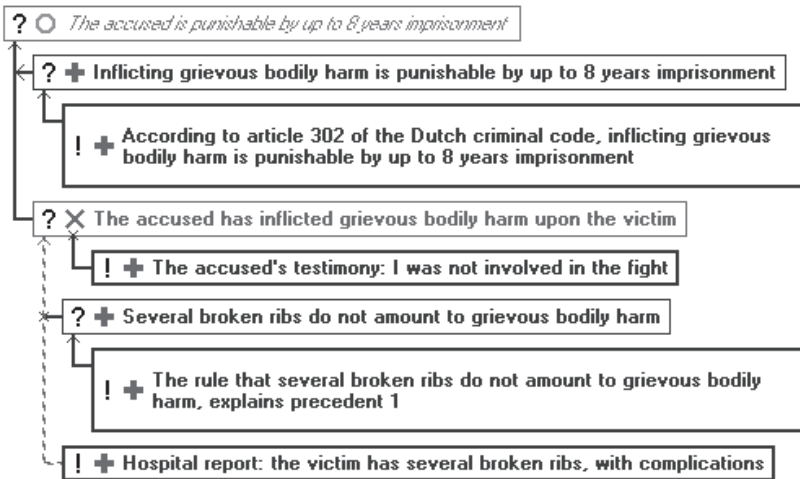 ? The accused is punishable by up to 8 years imprisonment
? Inflicting grievous bodily harm is punishable by up to 8 years imprisonment
! According to article 302 of the Dutch criminal code, inflicting grievous
bodily harm is punishable by up to 8 years imprisonment
? The accused has inflicted grievous bodily harm upon the victim
! The accused's testimony: I was not involved in the fight
? Several broken ribs do not amount to grievous bodily harm
! The rule that several broken ribs do not amount to grievous bodily
harm, explains precedent 1
! Hospital report: the victim has several broken ribs, with complications